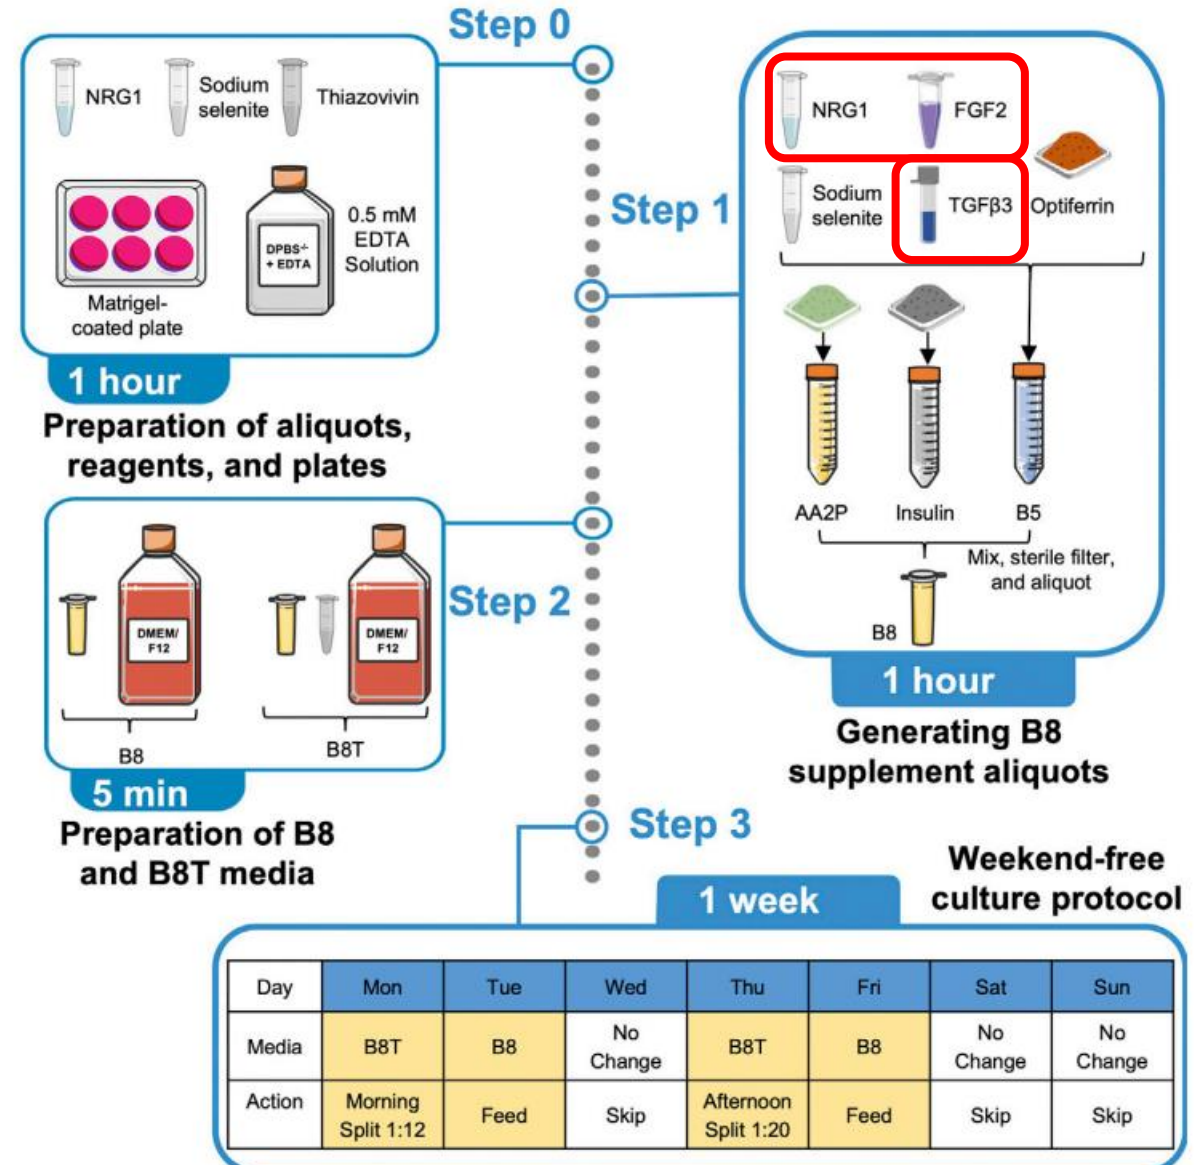 Step 0
NRG1
Sodium
selenite
Thiazovivin
Matrigel-
coated plate
DPBS-/-
+ EDTA
0.5 mM
EDTA
Solution
1 hour
Preparation of aliquots,
reagents, and plates
Step 1
NRG1
FGF2
Sodium
selenite
TGFβ3
Optiferrin
AA2P
Insulin
B5
Mix, sterile filter,
and aliquot
B8
1 hour
Generating B8
supplement aliquots
Step 2
DMEM/
F12
B8
DMEM/
F12
B8T
5 min
Preparation of B8
and B8T media
Step 3
1 week
Weekend-free
culture protocol
Day Mon Tue Wed Thu Fri Sat Sun
Media B8T B8 No Change B8T B8 No Change No Change
Action Morning Split 1:12 Feed Skip Afternoon Split 1:20 Feed Skip Skip